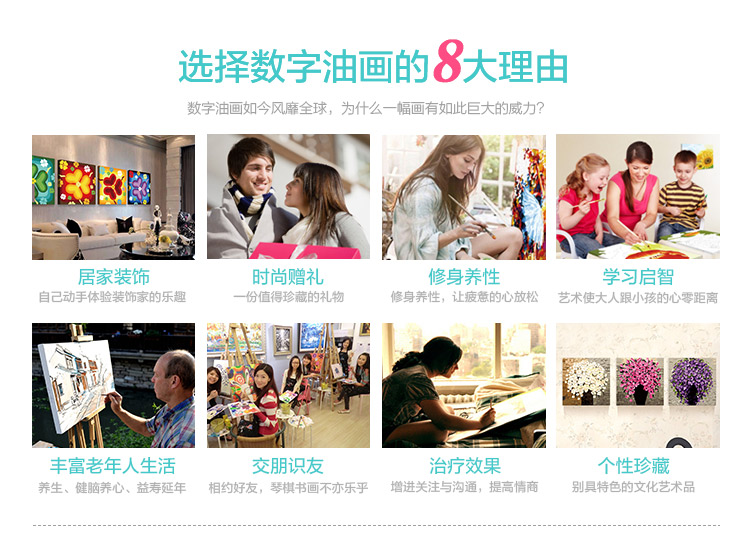 选择数字油画的8大理由
数字油画如今风靡全球，为什么一幅画有如此巨大的威力？
居家装饰
自己动手体验装饰家的乐趣
时尚赠礼
一份值得珍藏的礼物
修身养性
修身养性，让疲惫的心放松
学习启智
艺术使大人跟小孩的心零距离
丰富老年人生活
养生、健脑养心、益寿延年
交朋识友
相约好友，琴棋书画不亦乐乎
治疗效果
增进关注与沟通，提高情商
个性珍藏
别具特色的文化艺术品